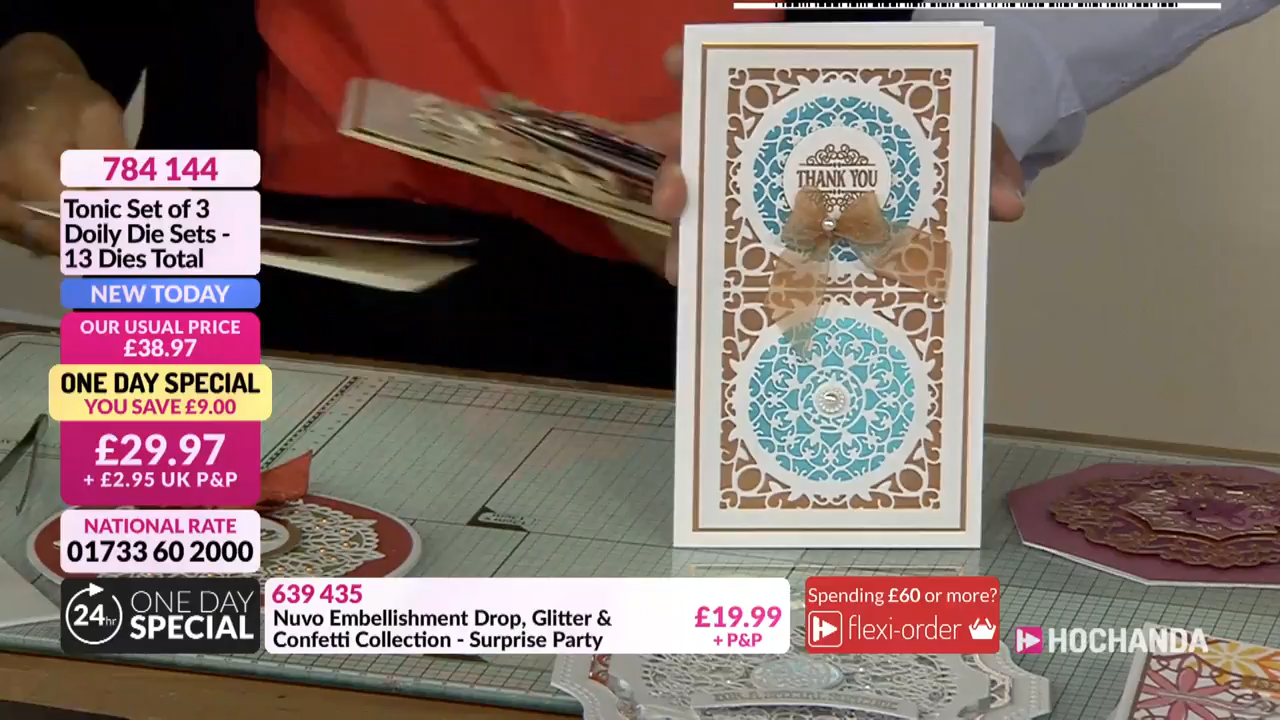 784 144
Tonic Set of 3
Doily Die Sets -
13 Dies Total
NEW TODAY
OUR USUAL PRICE
£38.97
ONE DAY SPECIAL
YOU SAVE £9.00
£29.97
+ £2.95 UK P&P
NATIONAL RATE
01733 60 2000
24hr
ONE DAY
SPECIAL
639 435
Nuvo Embellishment Drop, Glitter &
Confetti Collection - Surprise Party
£19.99
+ P&P
Spending £60 or more?
flexi-order
HOCHANDA
THANK YOU